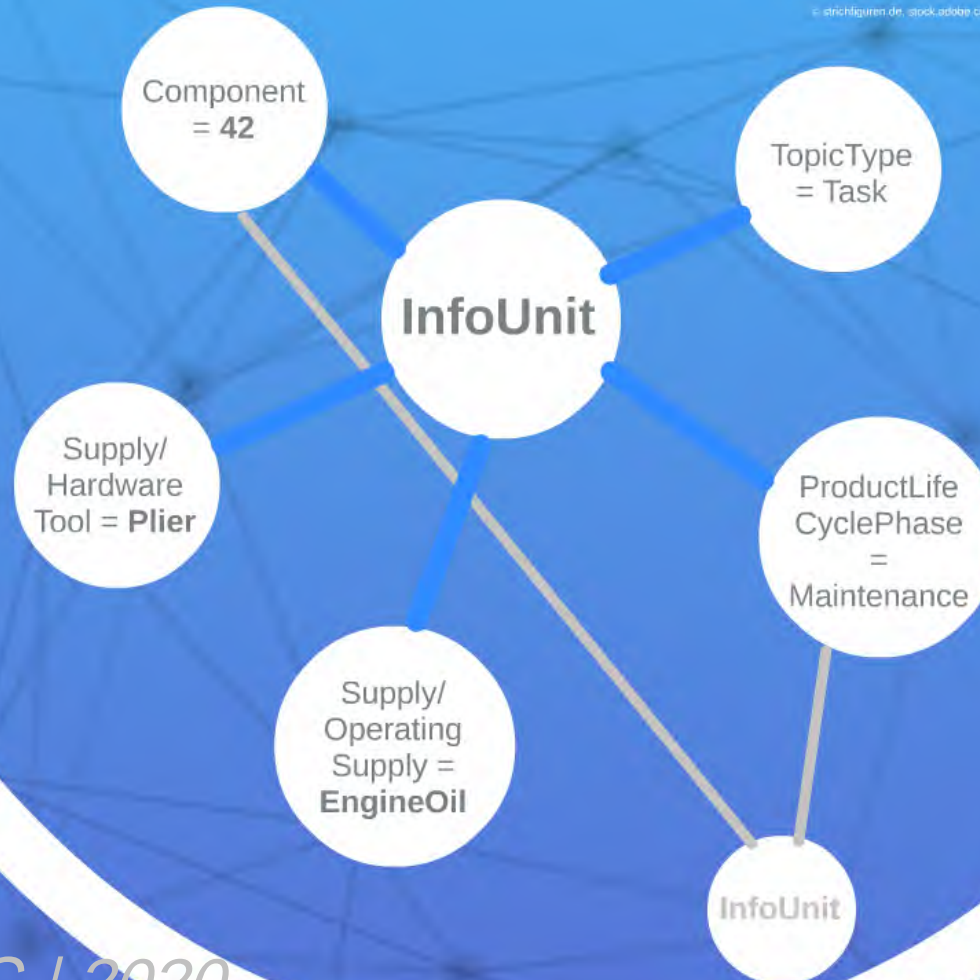 © strichfiguren.de, stock.adobe.c
Component
= 42
TopicType
= Task
InfoUnit
Supply/
Hardware
Tool = Plier
ProductLife
CyclePhase
=
Maintenance
Supply/
Operating
Supply =
EngineOil
InfoUnit
C / 2020